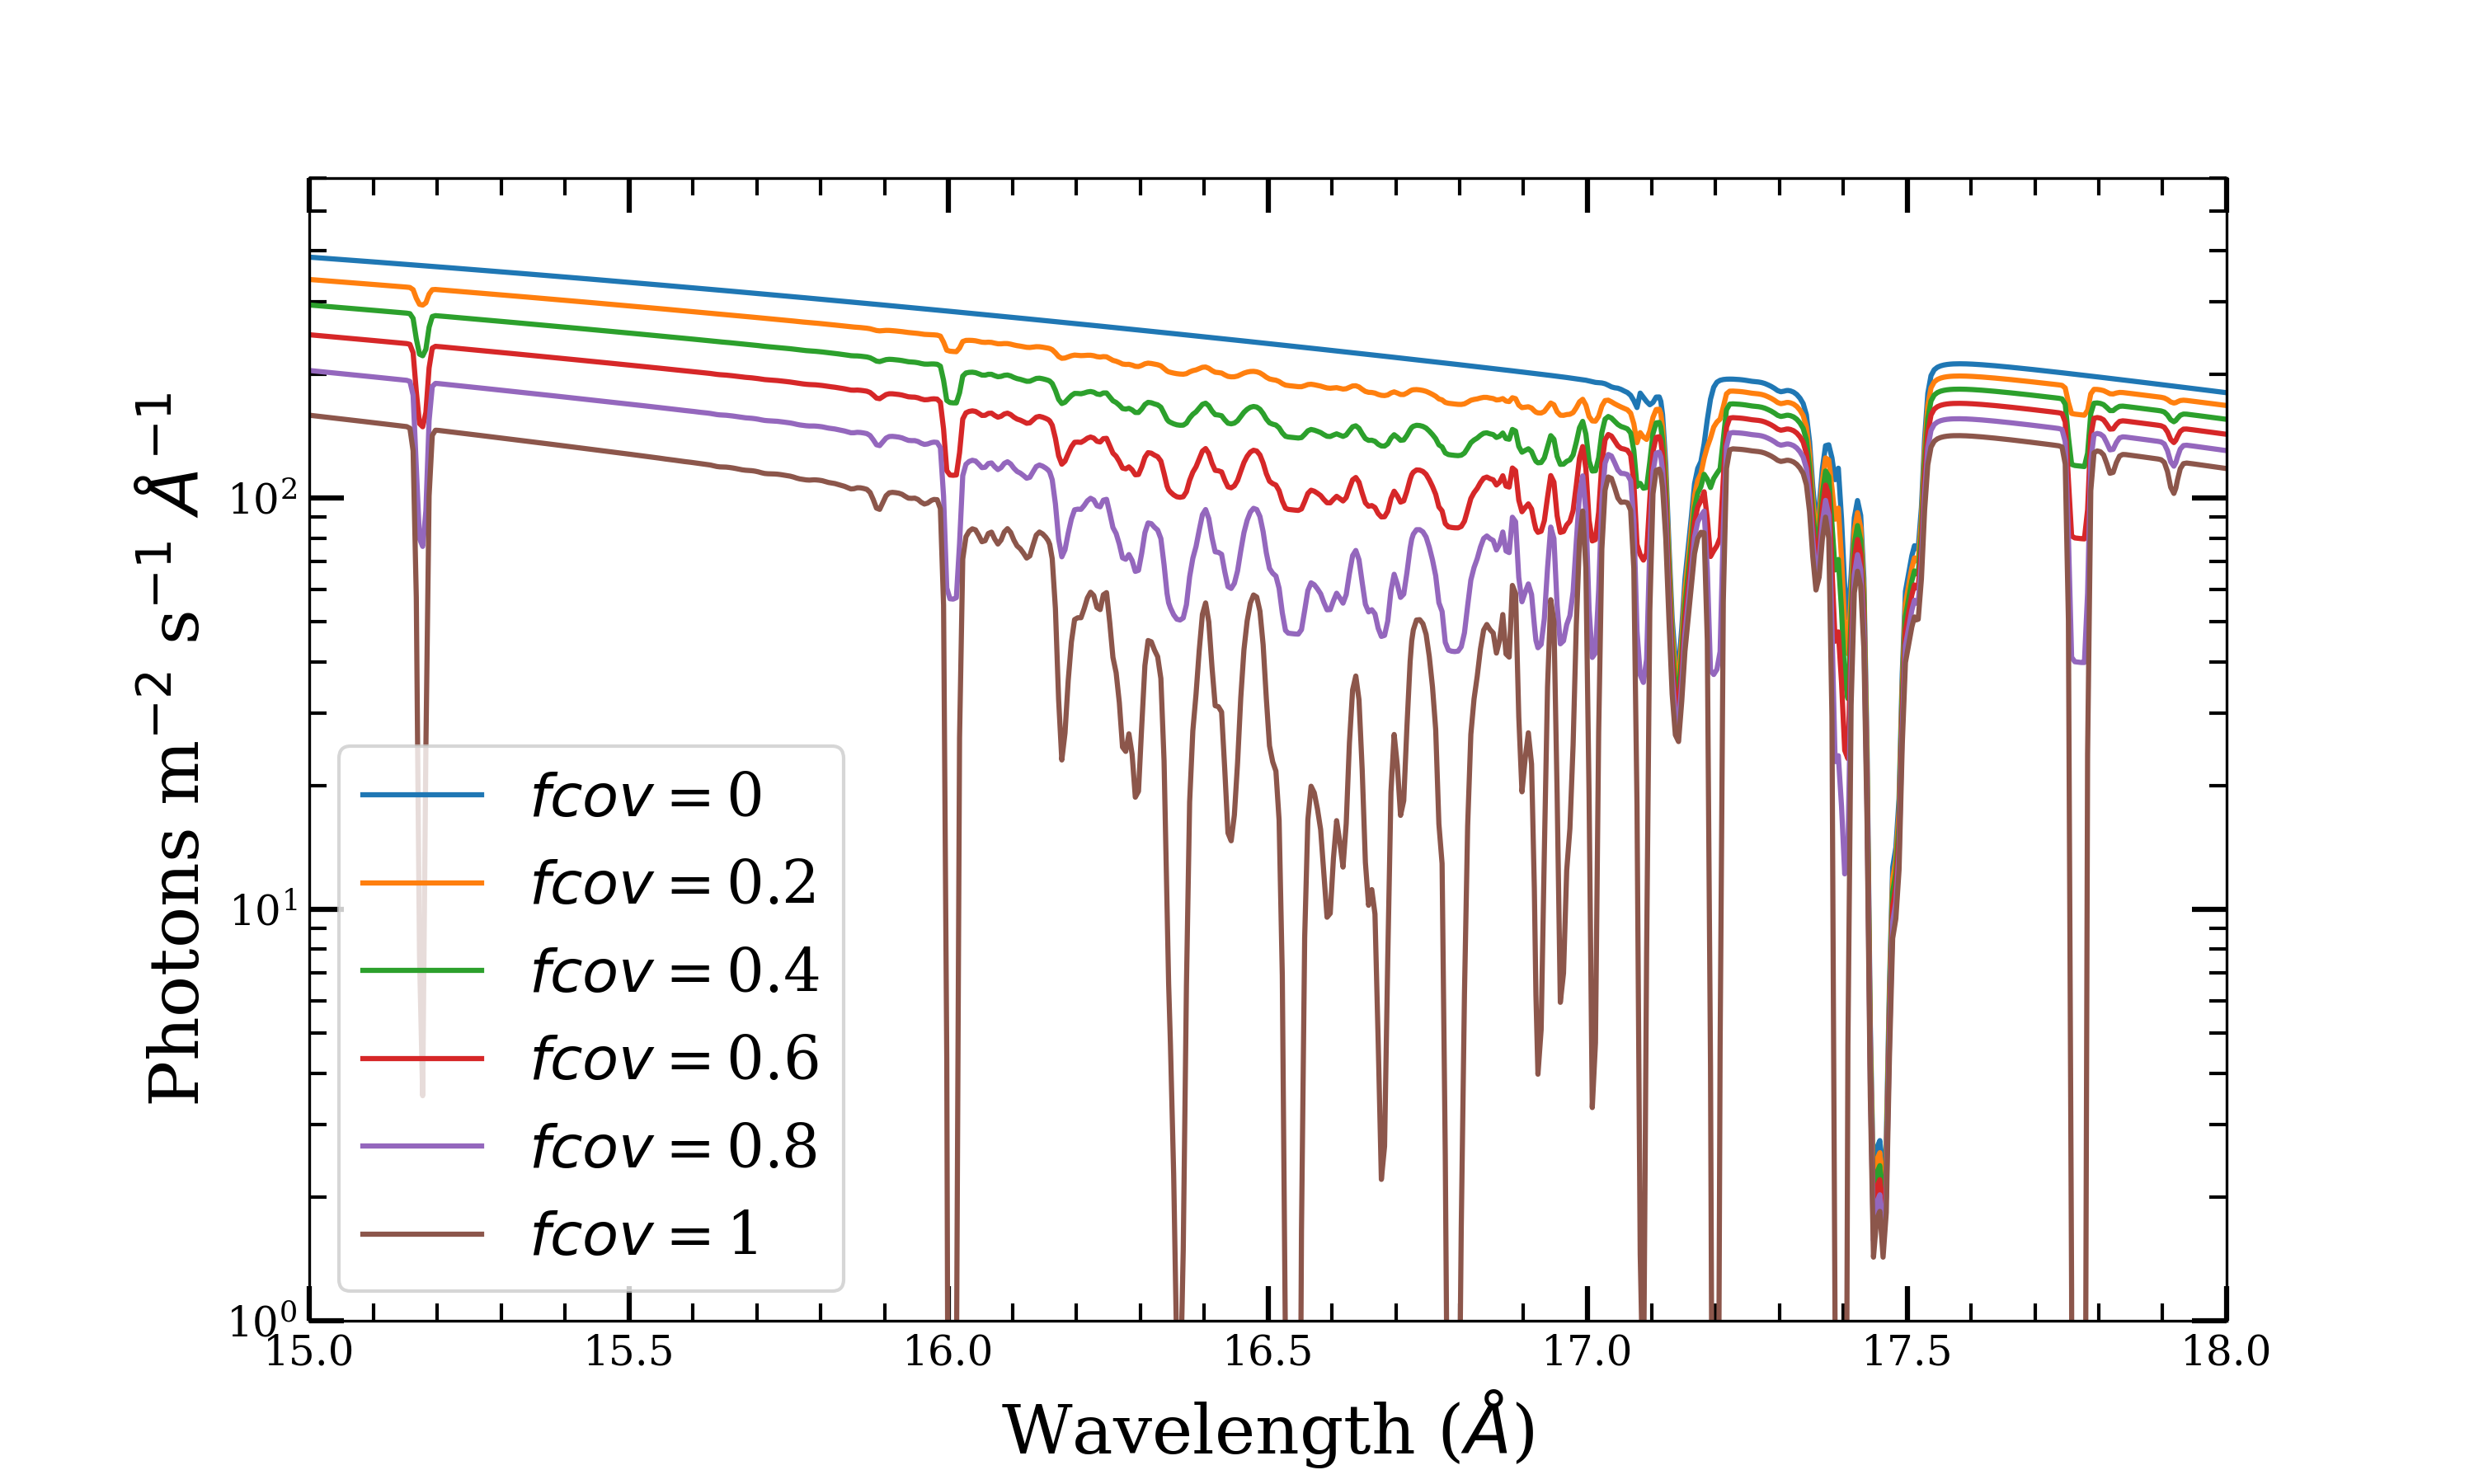 Photons m⁻² s⁻¹ Å⁻¹
10²
10¹
10⁰
fcov = 0
fcov = 0.2
fcov = 0.4
fcov = 0.6
fcov = 0.8
fcov = 1
15.0 15.5 16.0 16.5 17.0 17.5 18.0
Wavelength (Å)